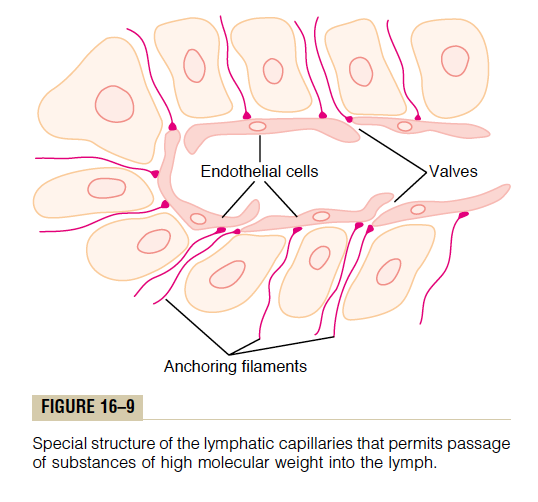 Endothelial cells
Valves
Anchoring filaments
FIGURE 16–9
Special structure of the lymphatic capillaries that permits passage
of substances of high molecular weight into the lymph.